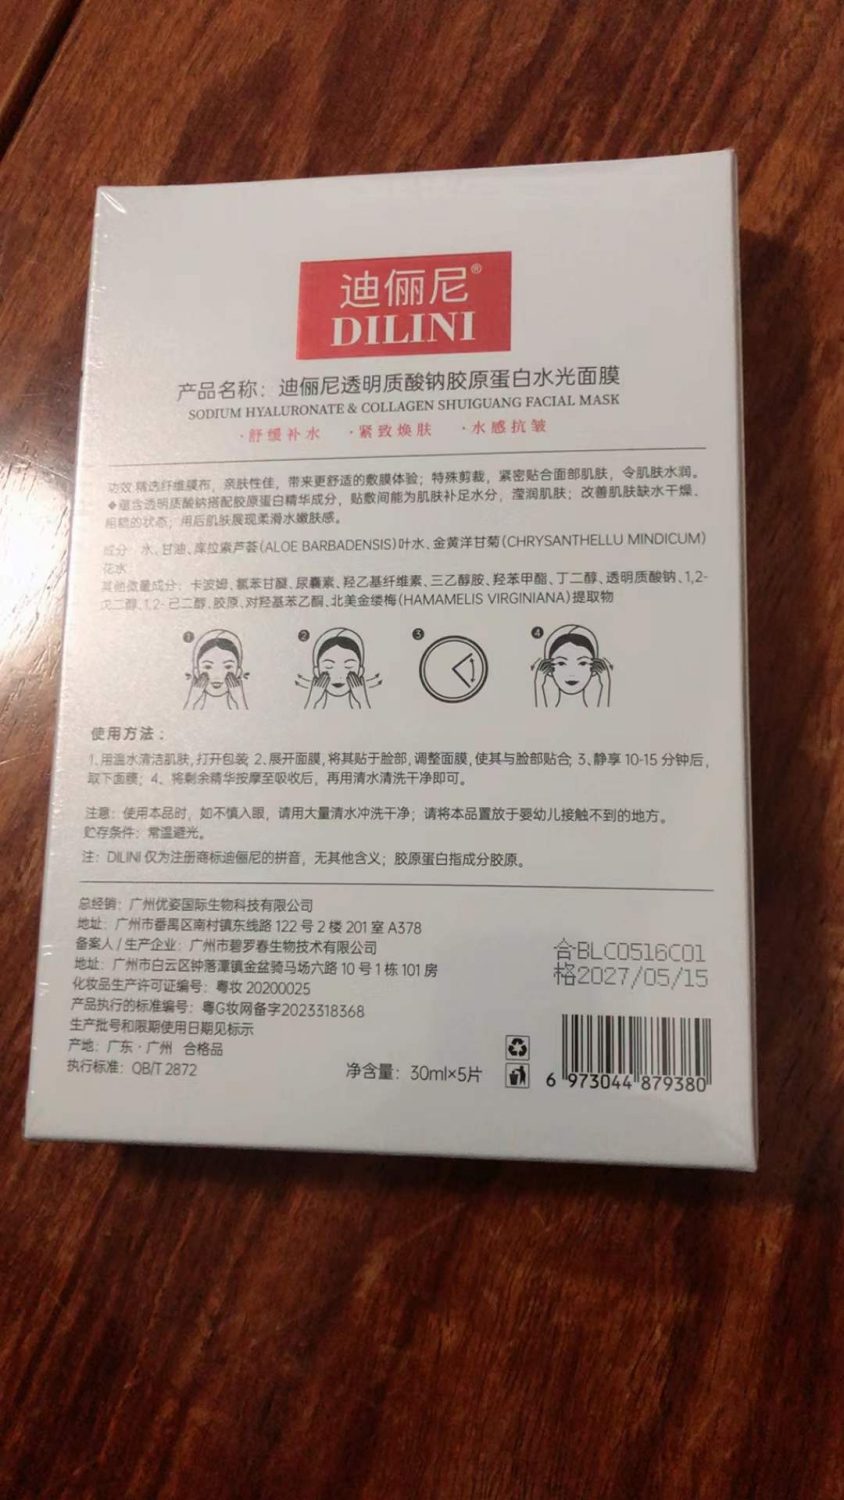 迪俪尼®
DILINI
产品名称：迪俪尼透明质酸钠胶原蛋白水光面膜
SODIUM HYALURONATE & COLLAGEN SHUIGUANG FACIAL MASK
·舒缓补水 ·紧致焕肤 ·水感抗皱
功效 精选纤维膜布，亲肤性佳，带来更舒适的敷膜体验；特殊剪裁，紧密贴合面部肌肤，令肌肤水润。
◆蕴含透明质酸钠搭配胶原蛋白精华成分，贴敷间能为肌肤补足水分，滢润肌肤；改善肌肤缺水干燥、
粗糙的状态；用后肌肤展现柔滑水嫩肤感。
成分：水、甘油、库拉索芦荟(ALOE BARBADENSIS)叶水、金黄洋甘菊(CHRYSANTHELLU MINDICUM)
花水
其他微量成分：卡波姆、氯苯甘醚、尿囊素、羟乙基纤维素、三乙醇胺、羟苯甲酯、丁二醇、透明质酸钠、1,2-
戊二醇、1,2-己二醇、胶原、对羟基苯乙酮、北美金缕梅(HAMAMELIS VIRGINIANA)提取物
1 2 3 4
使用方法：
1、用温水清洁肌肤,打开包装; 2、展开面膜,将其贴于脸部,调整面膜,使其与脸部贴合; 3、静享 10-15 分钟后,
取下面膜；4、将剩余精华按摩至吸收后，再用清水清洗干净即可。
注意：使用本品时，如不慎入眼，请用大量清水冲洗干净；请将本品置放于婴幼儿接触不到的地方。
贮存条件：常温避光。
注：DILINI 仅为注册商标迪俪尼的拼音，无其他含义；胶原蛋白指成分胶原。
总经销：广州优姿国际生物科技有限公司
地址：广州市番禺区南村镇东线路 122 号 2 楼 201 室 A378
备案人/生产企业：广州市碧罗春生物技术有限公司
地址：广州市白云区钟落潭镇金盆骑马场六路 10 号 1 栋 101 房
化妆品生产许可证编号：粤妆 20200025
产品执行的标准编号：粤G妆网备字2023318368
生产批号和限期使用日期见标示
产地：广东·广州 合格品
执行标准：QB/T 2872
净含量：30ml×5片
合BLC0516C01
格2027/05/15
6 973044 879380